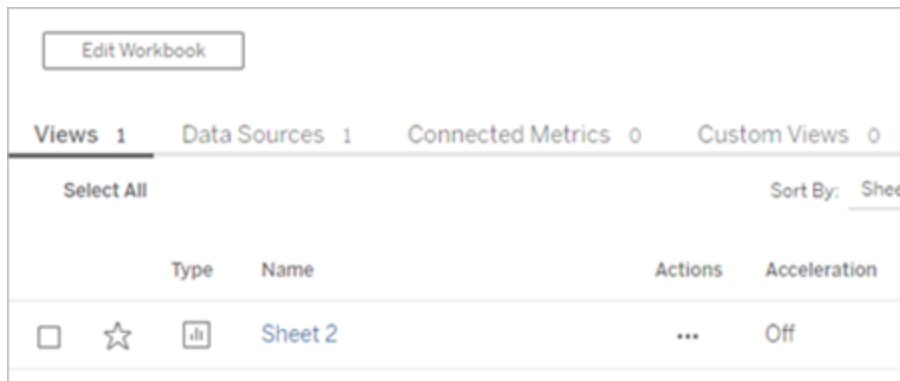 Edit Workbook
Views 1 Data Sources 1 Connected Metrics 0 Custom Views 0
Select All Sort By:
Type Name Actions Acceleration
Sheet 2 ... Off